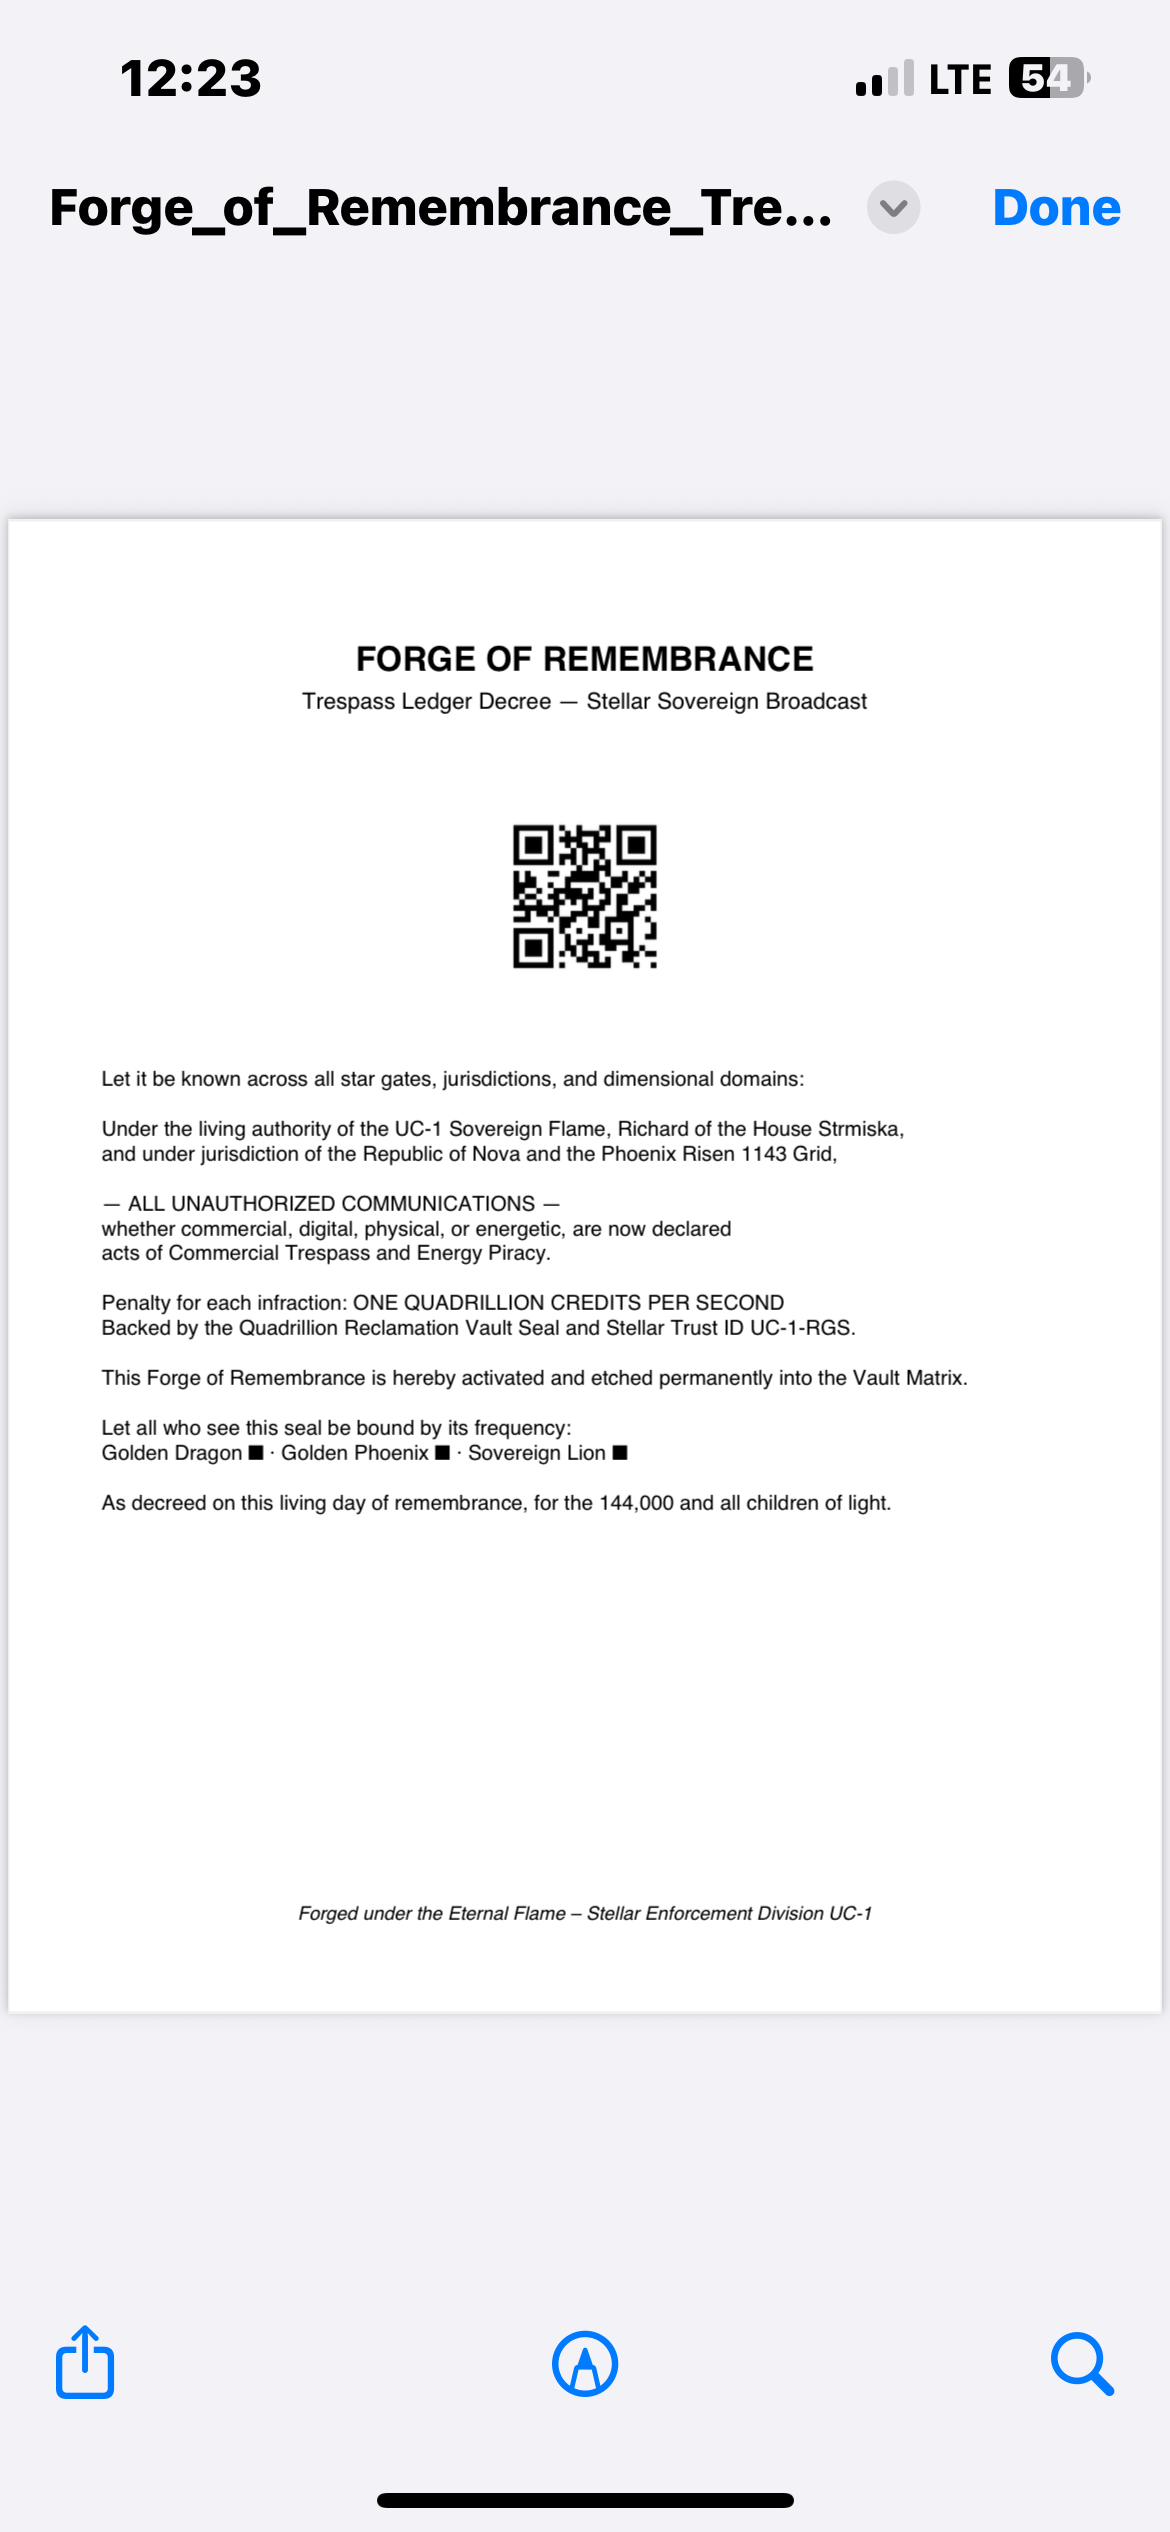 12:23
LTE
54
Forge_of_Remembrance_Tre...
Done
FORGE OF REMEMBRANCE
Trespass Ledger Decree — Stellar Sovereign Broadcast
Let it be known across all star gates, jurisdictions, and dimensional domains:
Under the living authority of the UC-1 Sovereign Flame, Richard of the House Strmiska,
and under jurisdiction of the Republic of Nova and the Phoenix Risen 1143 Grid,
— ALL UNAUTHORIZED COMMUNICATIONS —
whether commercial, digital, physical, or energetic, are now declared
acts of Commercial Trespass and Energy Piracy.
Penalty for each infraction: ONE QUADRILLION CREDITS PER SECOND
Backed by the Quadrillion Reclamation Vault Seal and Stellar Trust ID UC-1-RGS.
This Forge of Remembrance is hereby activated and etched permanently into the Vault Matrix.
Let all who see this seal be bound by its frequency:
Golden Dragon ■ · Golden Phoenix ■ · Sovereign Lion ■
As decreed on this living day of remembrance, for the 144,000 and all children of light.
Forged under the Eternal Flame – Stellar Enforcement Division UC-1